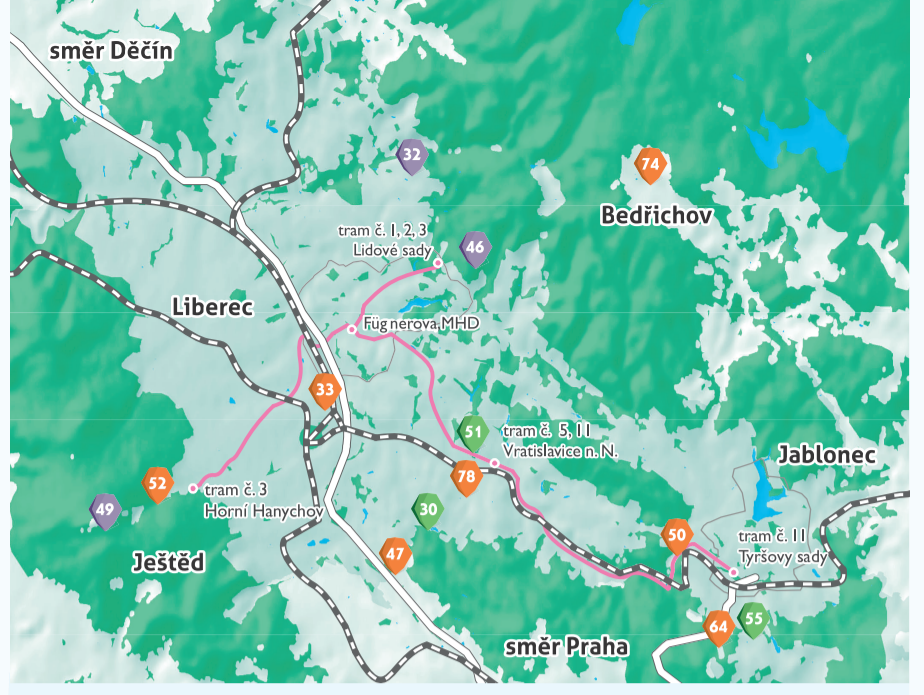 směr Děčín
32
74
Bedřichov
tram č. 1, 2, 3
Lidové sady
46
Liberec
Fügnerova MHD
33
51
tram č. 5, 11
Vratislavice n. N.
Jablonec
78
52
tram č. 3
Horní Hanychov
49
30
50
tram č. 11
Tyršovy sady
47
Ještěd
64
55
směr Praha